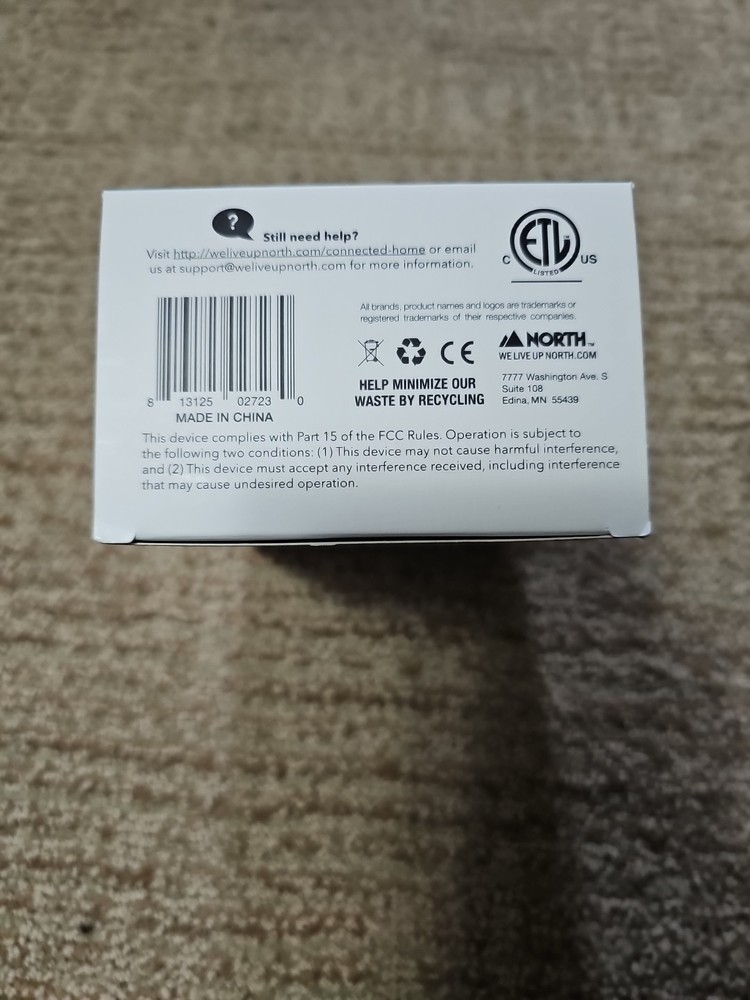 ?
Still need help?
Visit http://weliveupnorth.com/connected-home or email
us at support@weliveupnorth.com for more information.
ETL
TM
C
US
LISTED
All brands, product names and logos are trademarks or
registered trademarks of their respective companies.
CE
NORTH™
WE LIVE UP NORTH.COM
HELP MINIMIZE OUR
WASTE BY RECYCLING
7777 Washington Ave. S
Suite 108
Edina, MN 55439
8 13125 02723 0
MADE IN CHINA
This device complies with Part 15 of the FCC Rules. Operation is subject to
the following two conditions: (1) This device may not cause harmful interference,
and (2) This device must accept any interference received, including interference
that may cause undesired operation.